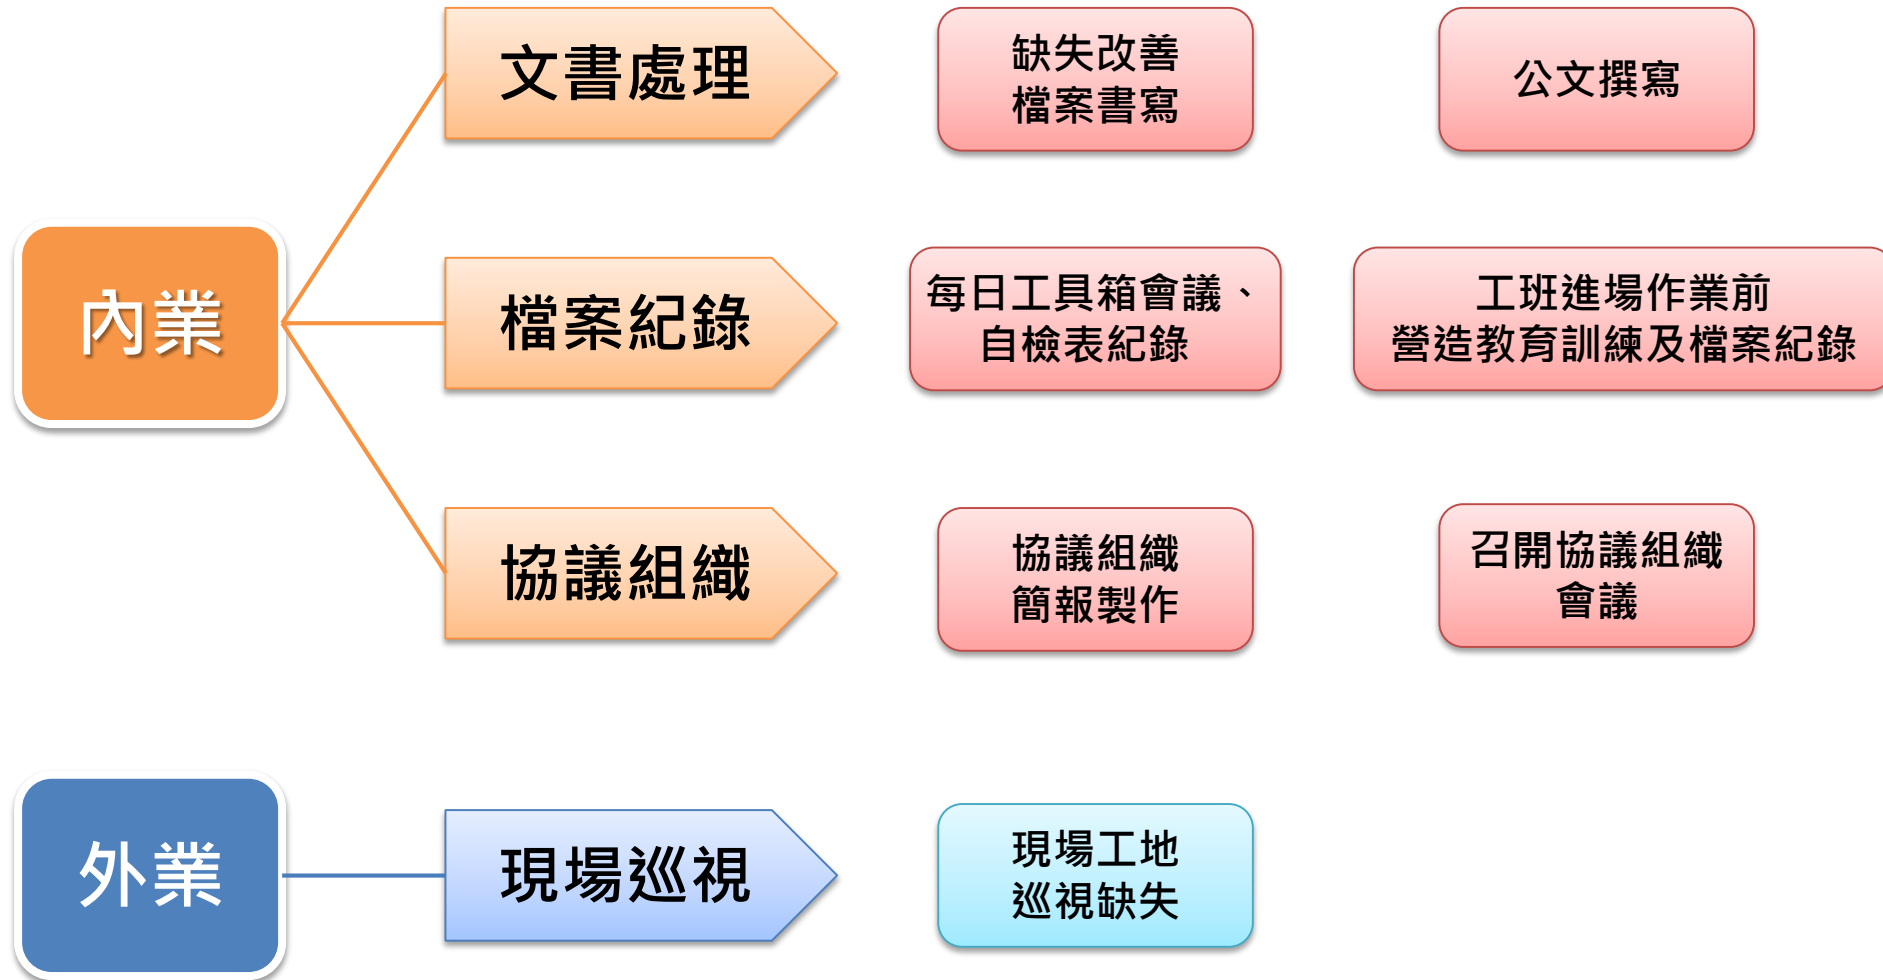 文書處理
缺失改善
檔案書寫
公文撰寫
內業
檔案紀錄
每日工具箱會議、
自檢表紀錄
工班進場作業前
營造教育訓練及檔案紀錄
協議組織
協議組織
簡報製作
召開協議組織
會議
外業
現場巡視
現場工地
巡視缺失